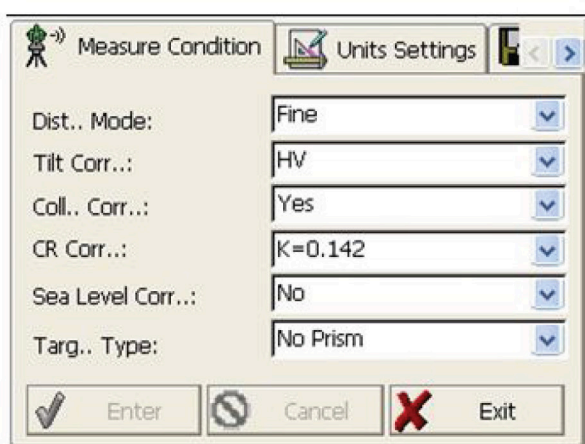 Measure Condition Units Settings
Dist.. Mode: Fine
Tilt Corr..: HV
Coll.. Corr..: Yes
CR Corr..: K=0.142
Sea Level Corr..: No
Targ.. Type: No Prism
Enter Cancel Exit